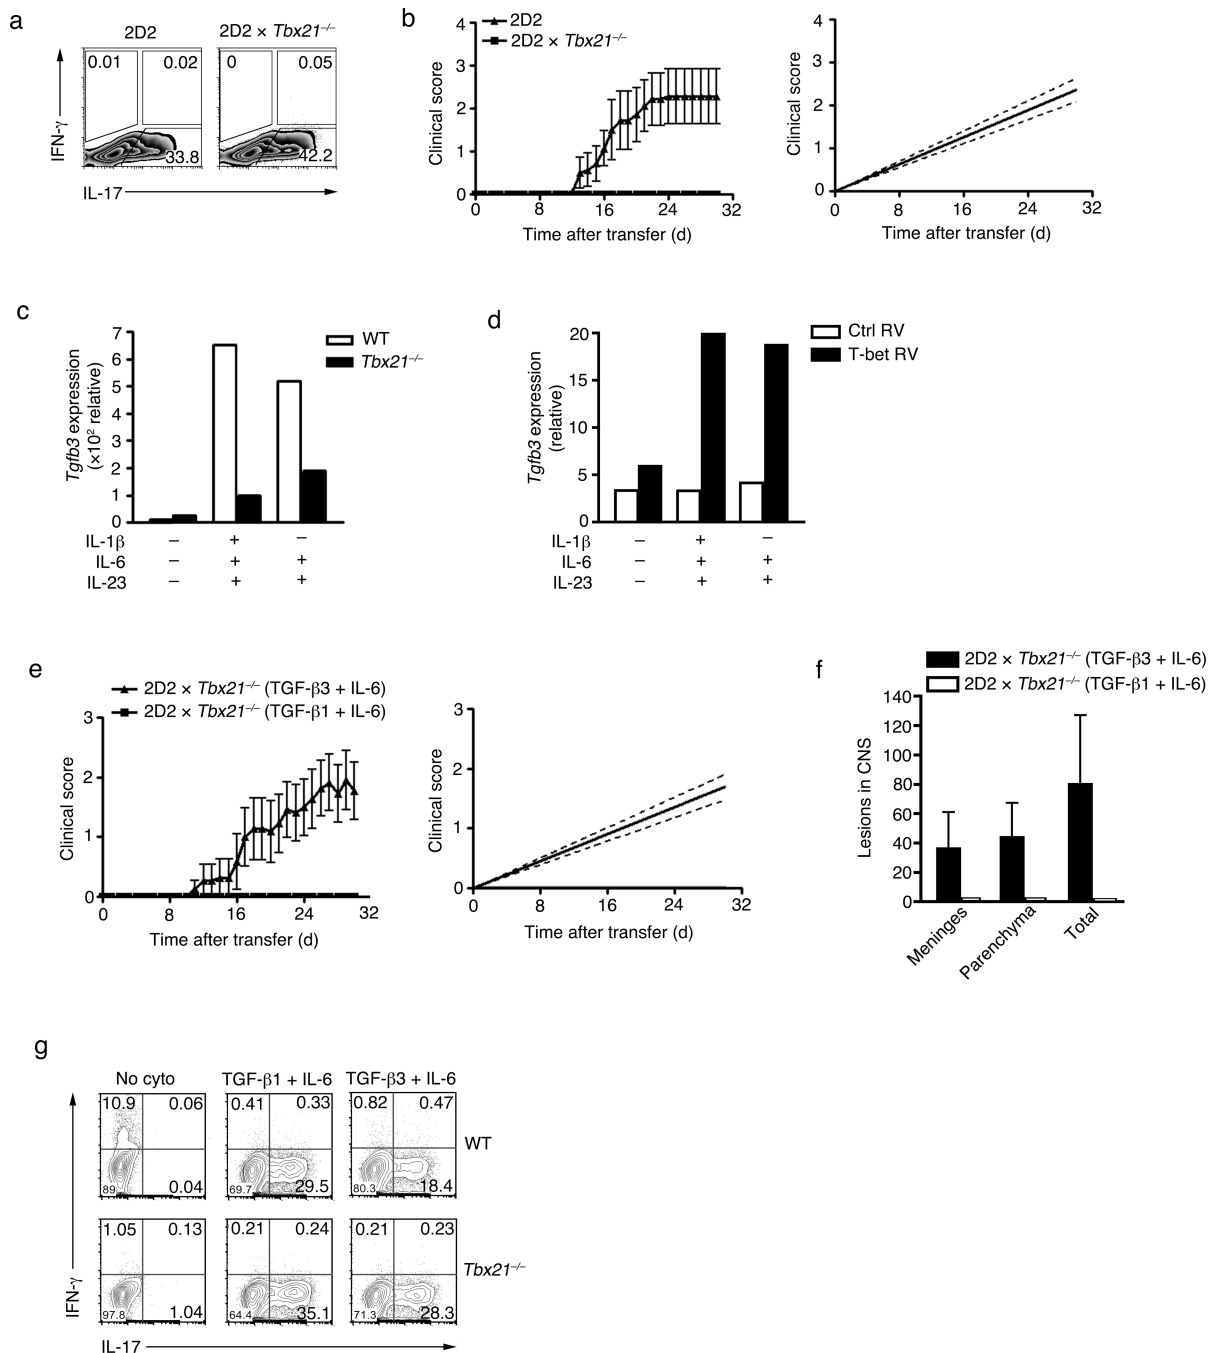 a
2D2
2D2 × Tbx21–/–
0.01
0.02
33.8
0
0.05
42.2
IFN-γ
IL-17
b
2D2
2D2 × Tbx21–/–
Clinical score
4
3
2
1
0
0 8 16 24 32
Time after transfer (d)
Clinical score
4
3
2
1
0
0 8 16 24 32
Time after transfer (d)
c
WT
Tbx21–/–
Tgfb3 expression
(×10² relative)
7
6
5
4
3
2
1
0
IL-1β – + –
IL-6 – + +
IL-23 – + +
d
Ctrl RV
T-bet RV
Tgfb3 expression
(relative)
20
15
10
5
0
IL-1β – + –
IL-6 – + +
IL-23 – + +
e
2D2 × Tbx21–/– (TGF-β3 + IL-6)
2D2 × Tbx21–/– (TGF-β1 + IL-6)
Clinical score
3
2
1
0
0 8 16 24 32
Time after transfer (d)
Clinical score
3
2
1
0
0 8 16 24 32
Time after transfer (d)
f
2D2 × Tbx21–/– (TGF-β3 + IL-6)
2D2 × Tbx21–/– (TGF-β1 + IL-6)
Lesions in CNS
140
120
100
80
60
40
20
0
Meninges
Parenchyma
Total
g
No cyto
TGF-β1 + IL-6
TGF-β3 + IL-6
10.9 0.06
0.41 0.33
0.82 0.47
WT
89 0.04
69.7 29.5
80.3 18.4
1.05 0.13
0.21 0.24
0.21 0.23
Tbx21–/–
97.8 1.04
64.4 35.1
71.3 28.3
IFN-γ
IL-17